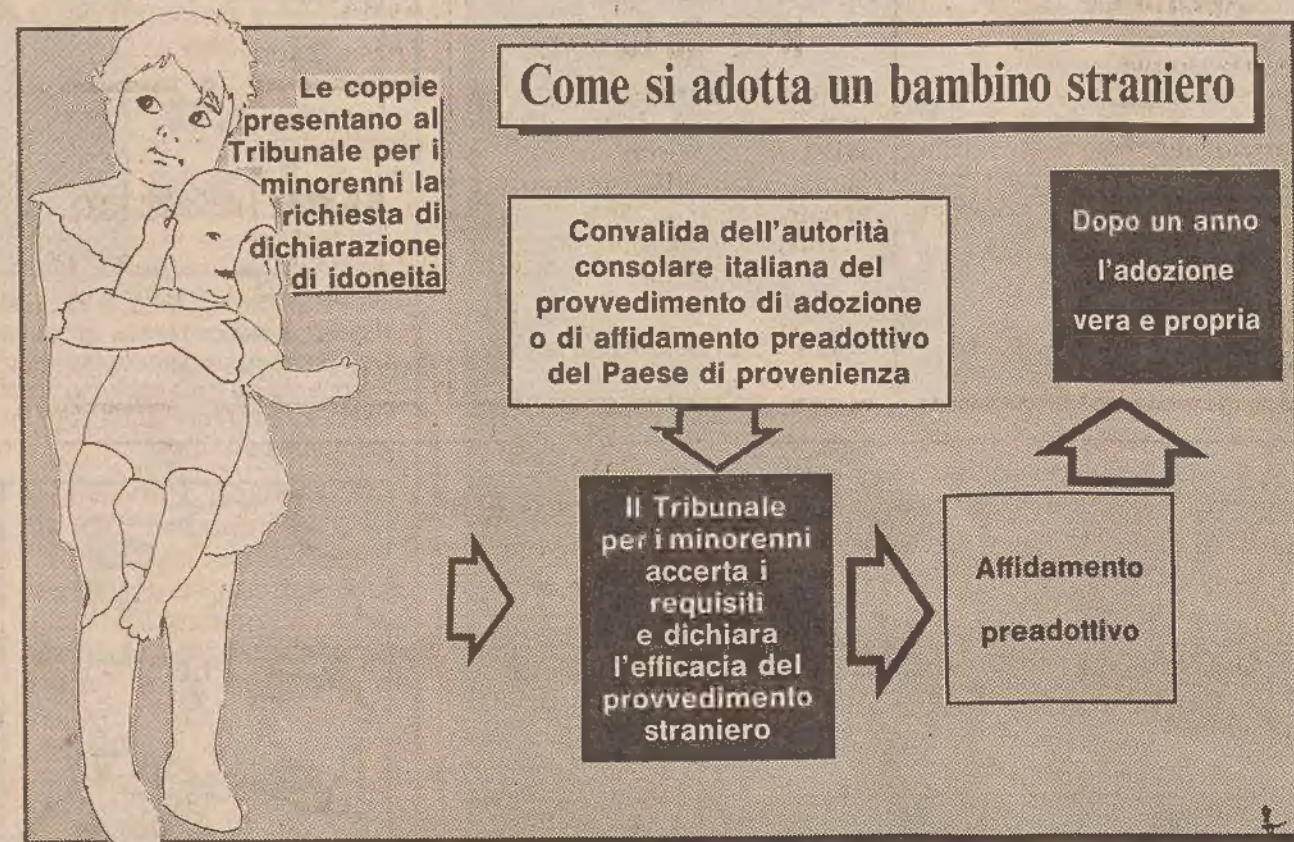 Come si adotta un bambino straniero
Le coppie
presentano al
Tribunale per i
minorenni la
richiesta di
dichiarazione
di idoneità
Convalida dell'autorità
consolare italiana del
provvedimento di adozione
o di affidamento preadottivo
del Paese di provenienza
Il Tribunale
per i minorenni
accerta i
requisiti
e dichiara
l'efficacia del
provvedimento
straniero
Affidamento
preadottivo
Dopo un anno
l'adozione
vera e propria